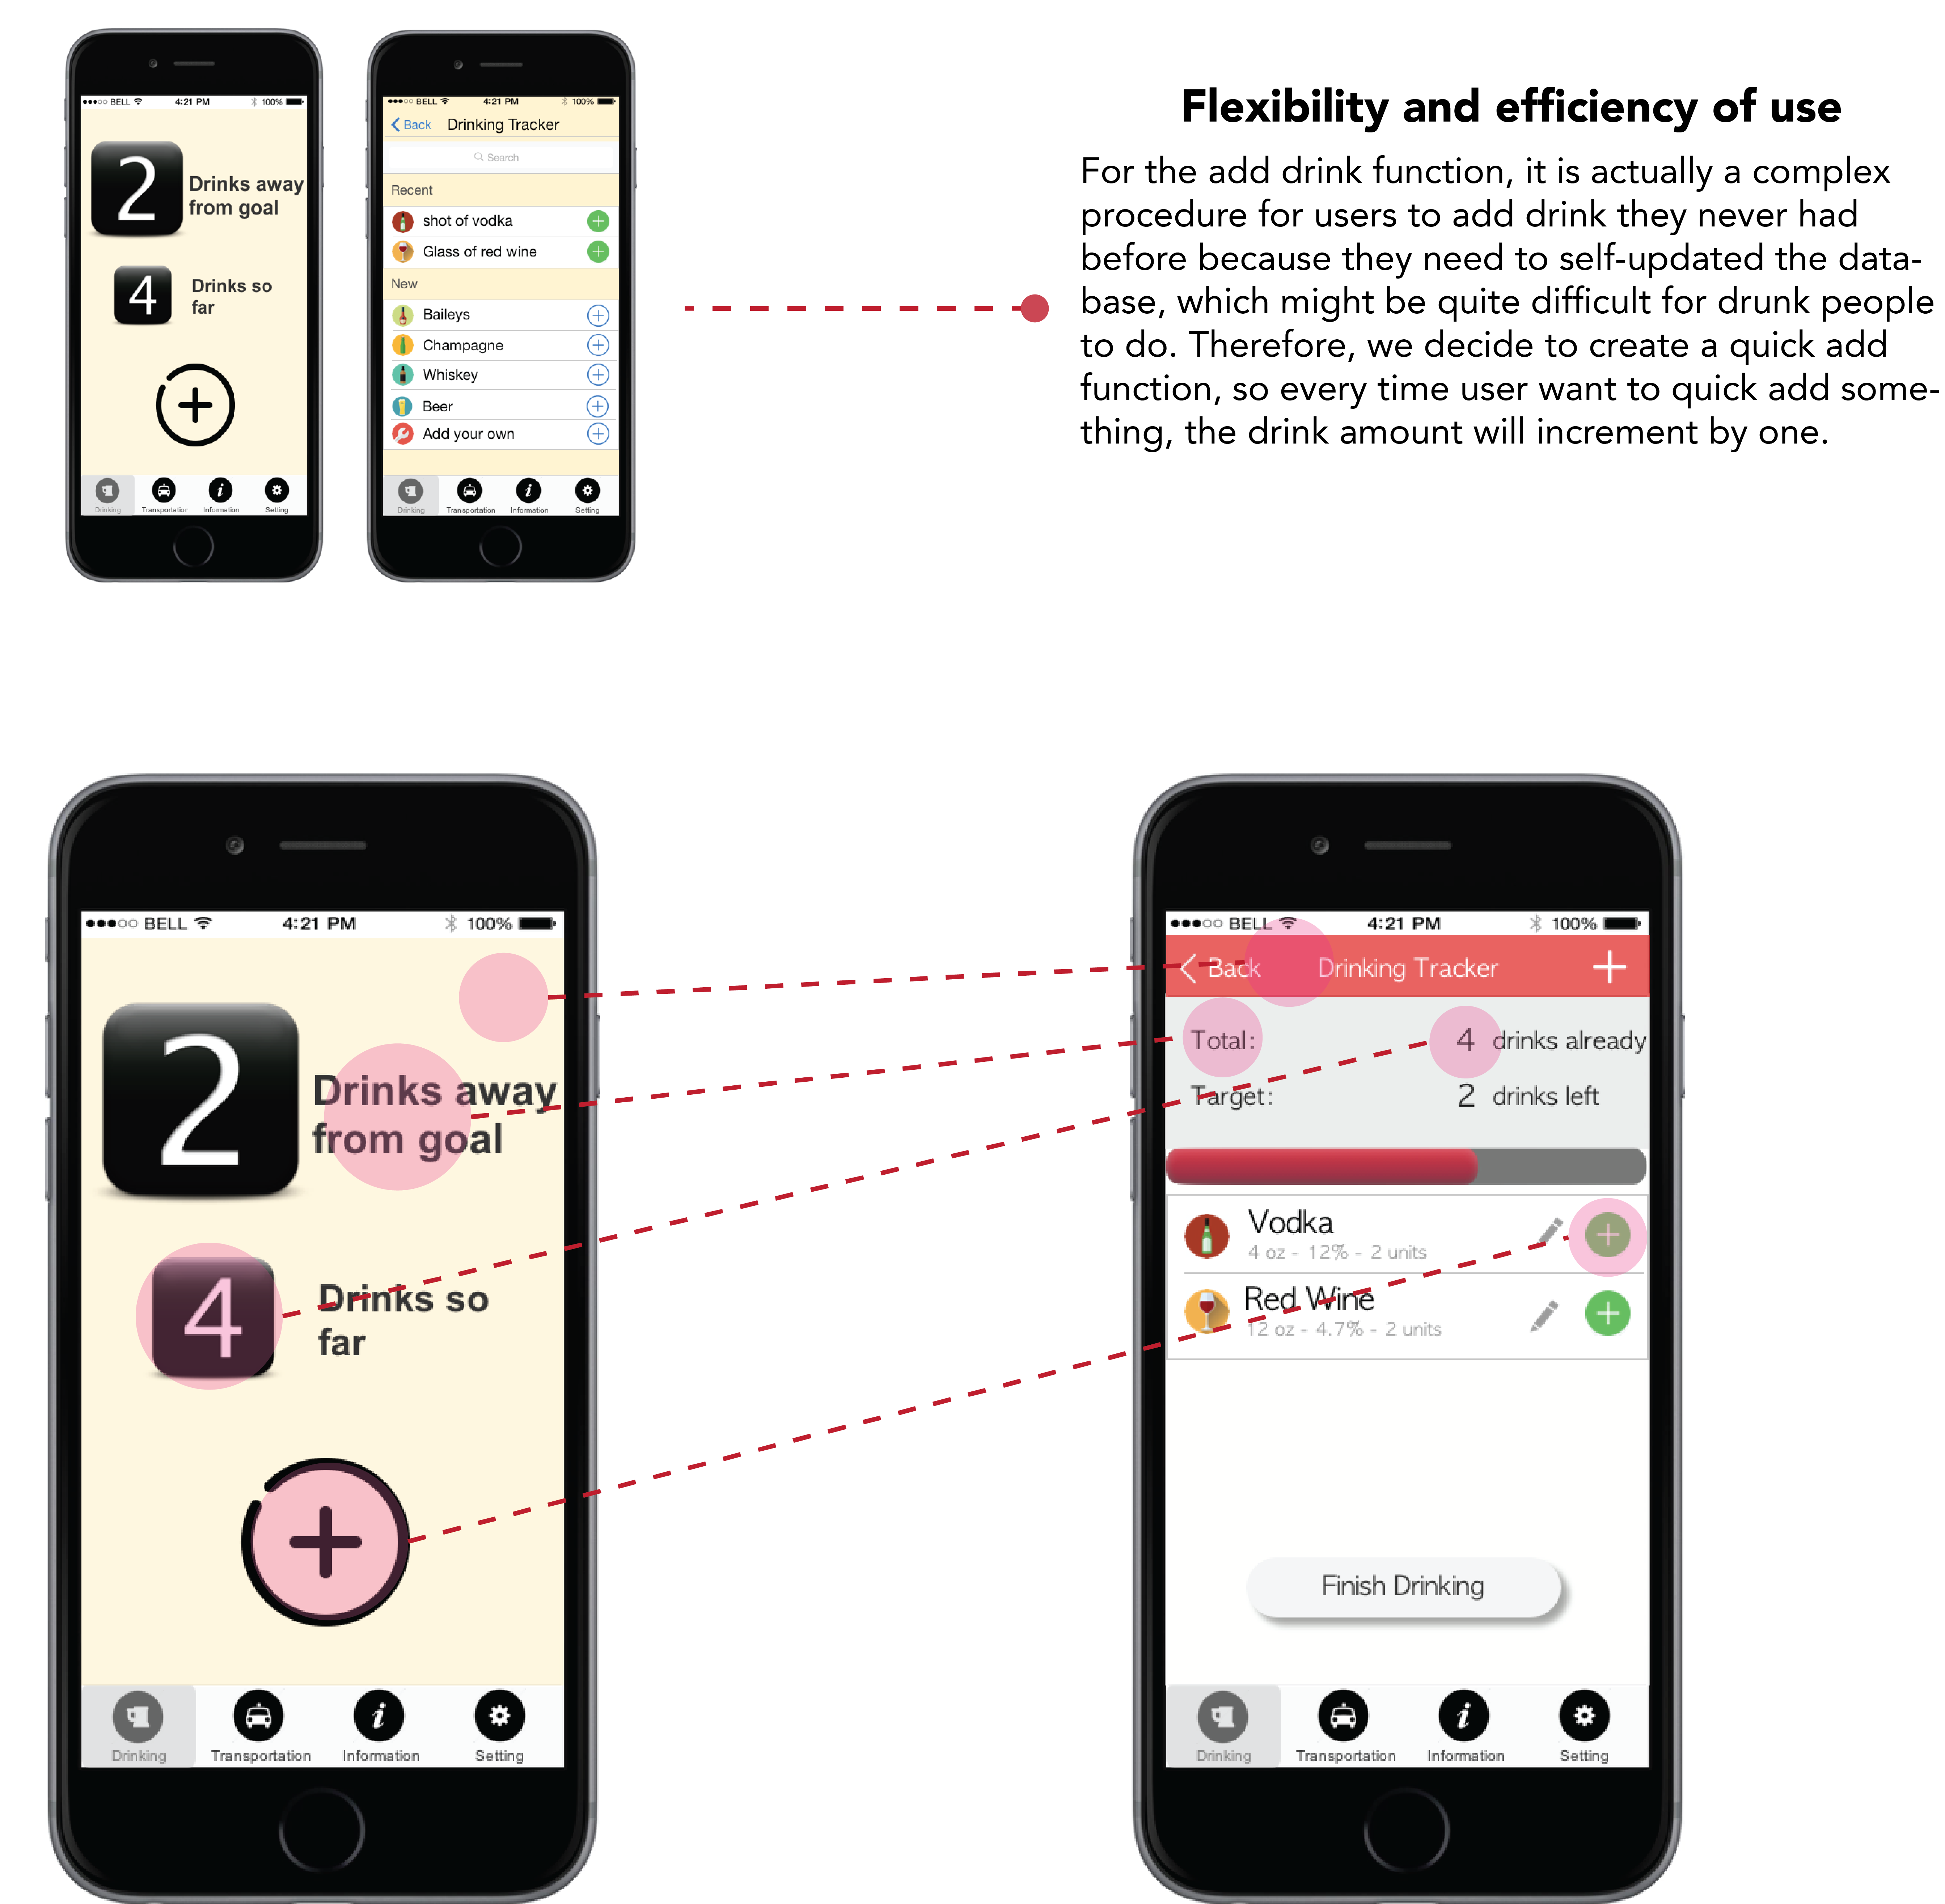 BELL 4:21 PM 100%
2
Drinks away
from goal
4
Drinks so
far
Drinking Transportation Information Setting
BELL 4:21 PM 100%
Back Drinking Tracker
Search
Recent
shot of vodka
Glass of red wine
New
Baileys
Champagne
Whiskey
Beer
Add your own
Drinking Transportation Information Setting
Flexibility and efficiency of use
For the add drink function, it is actually a complex
procedure for users to add drink they never had
before because they need to self-updated the data-
base, which might be quite difficult for drunk people
to do. Therefore, we decide to create a quick add
function, so every time user want to quick add some-
thing, the drink amount will increment by one.
BELL 4:21 PM 100%
2
Drinks away
from goal
4
Drinks so
far
Drinking Transportation Information Setting
BELL 4:21 PM 100%
Back Drinking Tracker +
Total: 4 drinks already
Target: 2 drinks left
Vodka
4 oz - 12% - 2 units
Red Wine
12 oz - 4.7% - 2 units
Finish Drinking
Drinking Transportation Information Setting